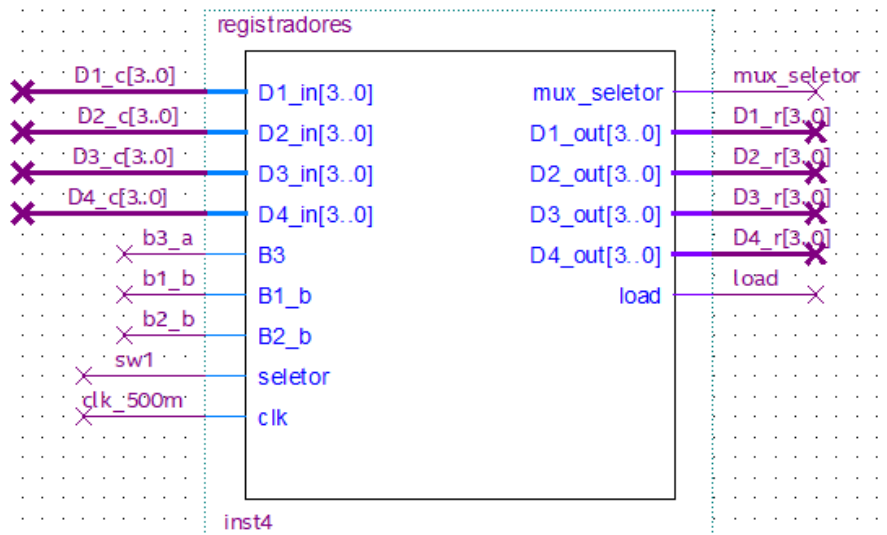 registradores
D1_c[3..0]
D2_c[3..0]
D3_c[3..0]
D4_c[3..0]
b3_a
b1_b
b2_b
sw1
clk_500m
D1_in[3..0]
D2_in[3..0]
D3_in[3..0]
D4_in[3..0]
B3
B1_b
B2_b
seletor
clk
mux_seletor
D1_out[3..0]
D2_out[3..0]
D3_out[3..0]
D4_out[3..0]
load
mux_seletor
D1_r[3..0]
D2_r[3..0]
D3_r[3..0]
D4_r[3..0]
load
inst4